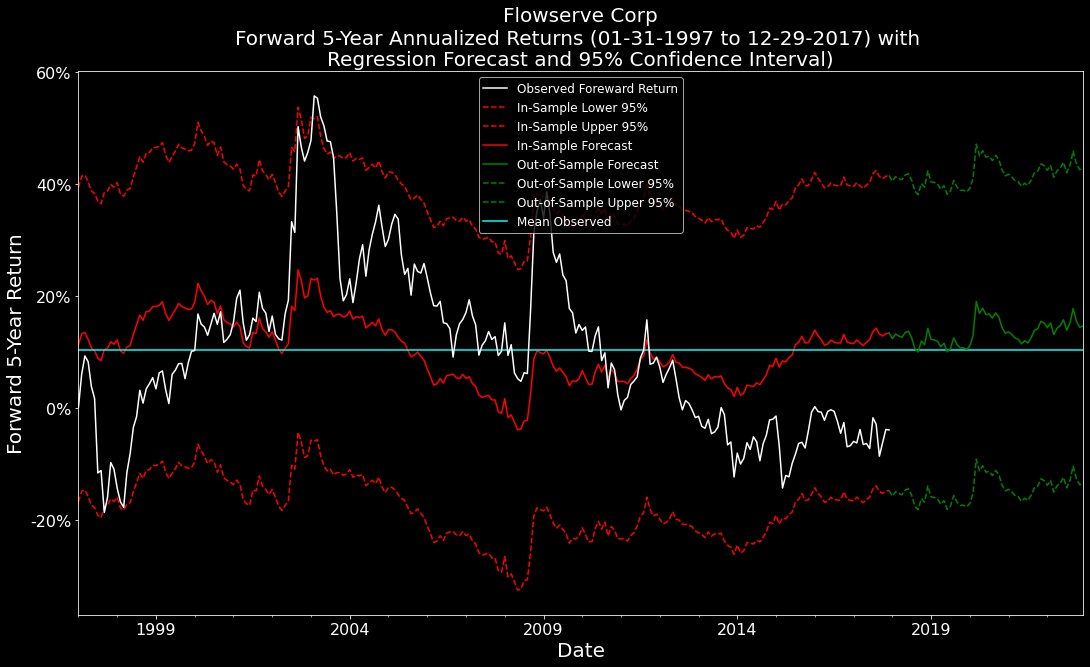 Flowserve Corp
Forward 5-Year Annualized Returns (01-31-1997 to 12-29-2017) with
Regression Forecast and 95% Confidence Interval)
60%
40%
20%
0%
-20%
Forward 5-Year Return
Observed Foreward Return
In-Sample Lower 95%
In-Sample Upper 95%
In-Sample Forecast
Out-of-Sample Forecast
Out-of-Sample Lower 95%
Out-of-Sample Upper 95%
Mean Observed
1999
2004
2009
2014
2019
Date